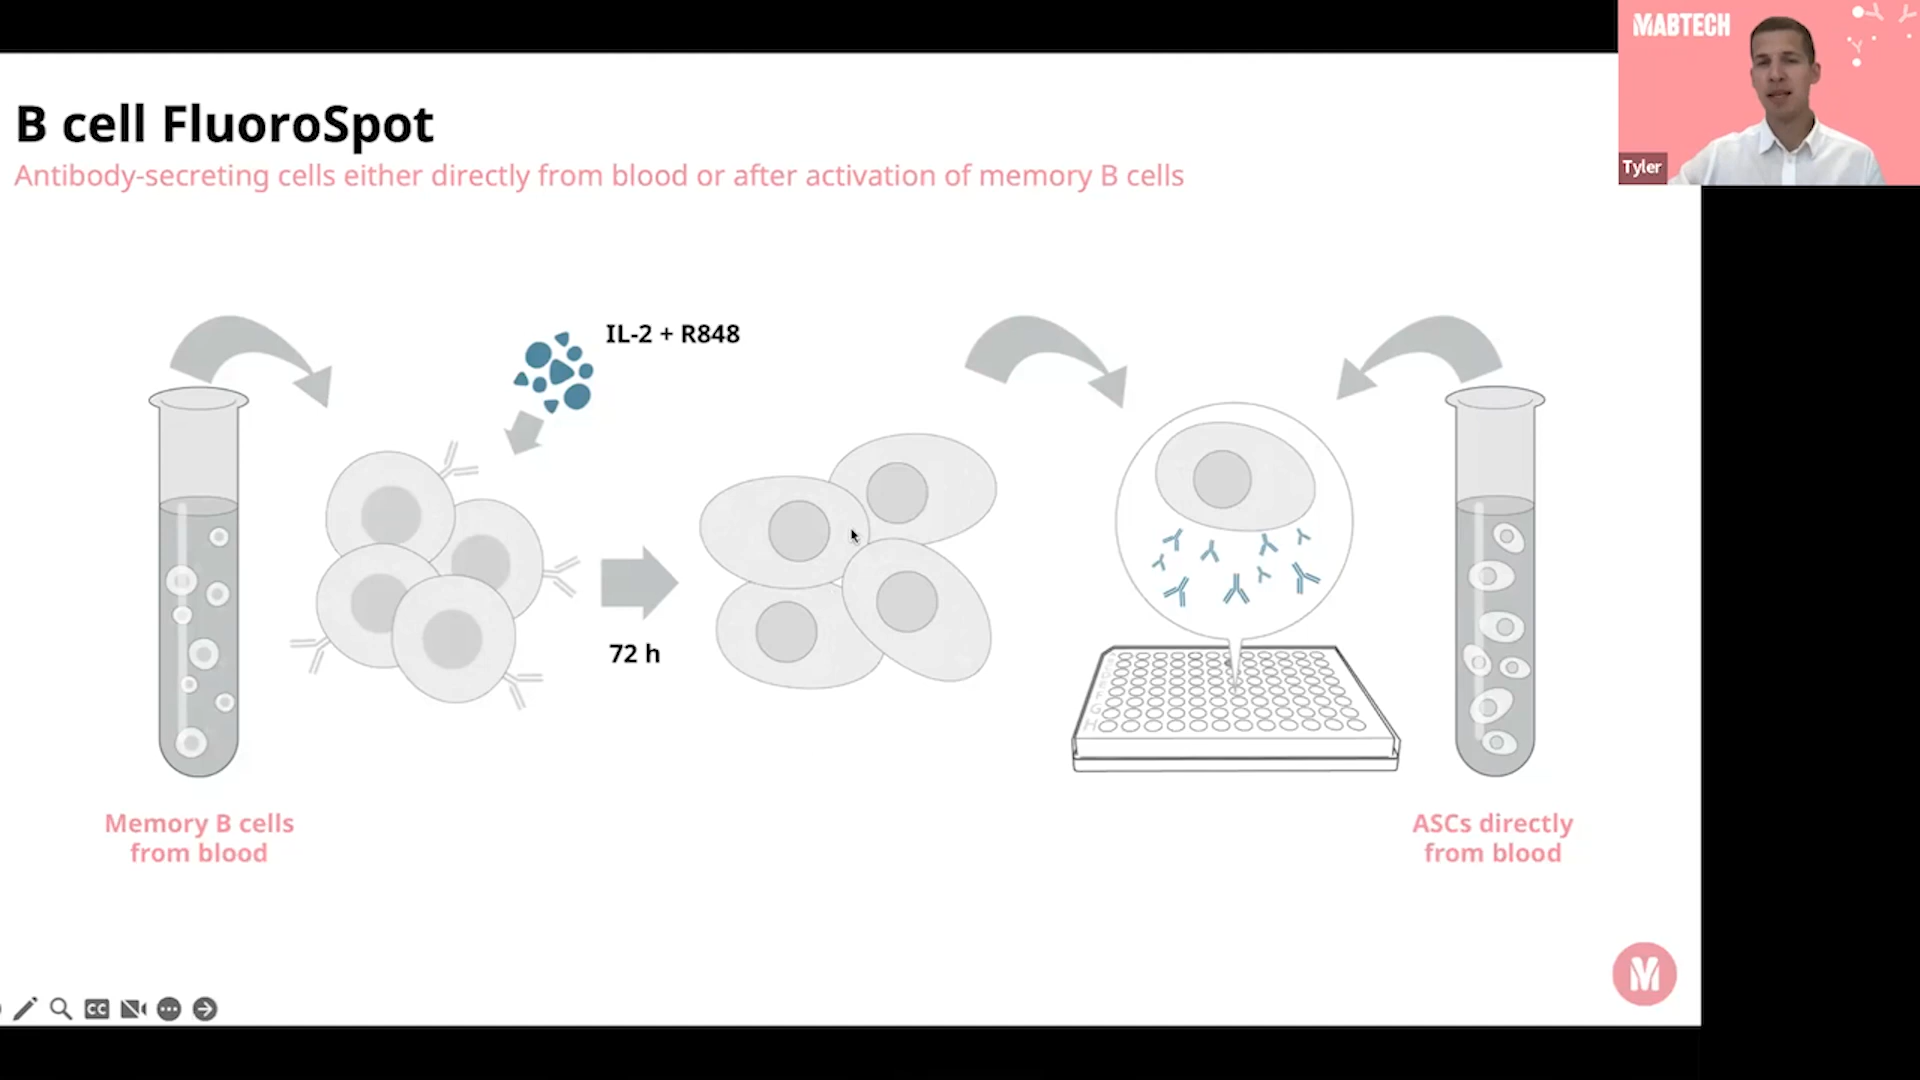 MABTECH
Tyler
B cell FluoroSpot
Antibody-secreting cells either directly from blood or after activation of memory B cells
IL-2 + R848
72 h
G
H
Memory B cells
from blood
ASCs directly
from blood
M
CC